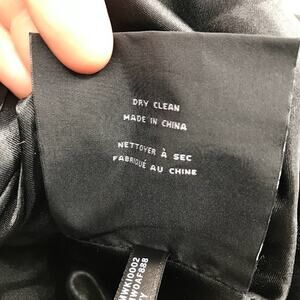 DRY CLEAN
MADE IN CHINA
NETTOYER À SEC
FABRIQUÉ AU CHINE